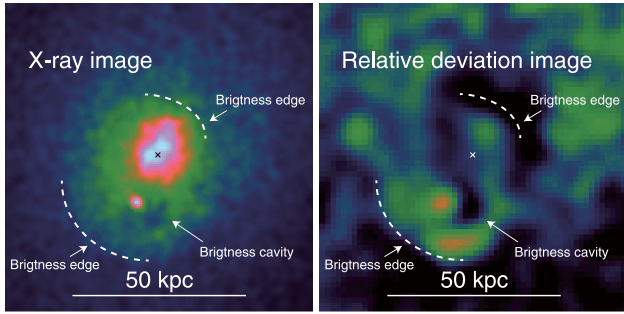 X-ray image
Brigtness edge
Brigtness cavity
Brigtness edge
50 kpc
Relative deviation image
Brigtness edge
Brigtness cavity
Brigtness edge
50 kpc